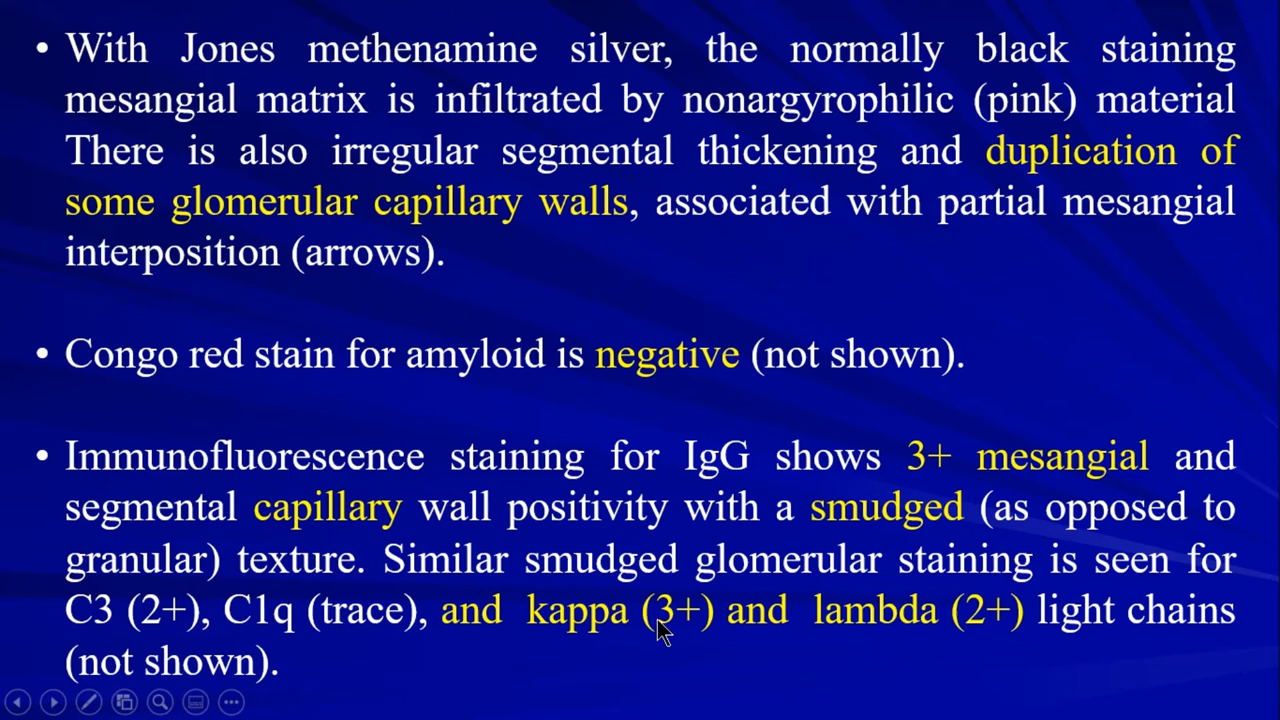 • With Jones methenamine silver, the normally black staining
mesangial matrix is infiltrated by nonargyrophilic (pink) material
There is also irregular segmental thickening and duplication of
some glomerular capillary walls, associated with partial mesangial
interposition (arrows).
• Congo red stain for amyloid is negative (not shown).
• Immunofluorescence staining for IgG shows 3+ mesangial and
segmental capillary wall positivity with a smudged (as opposed to
granular) texture. Similar smudged glomerular staining is seen for
C3 (2+), C1q (trace), and kappa (3+) and lambda (2+) light chains
(not shown).